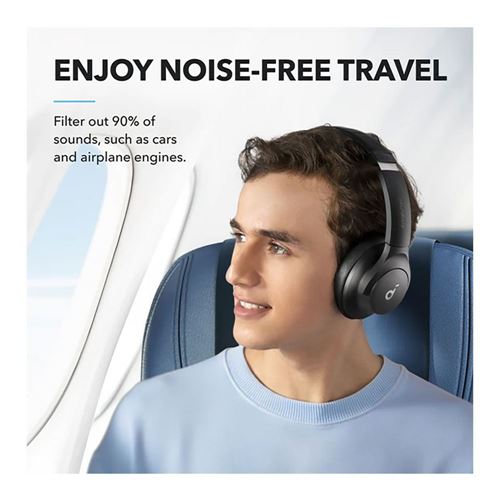 ENJOY NOISE-FREE TRAVEL
Filter out 90% of
sounds, such as cars
and airplane engines.